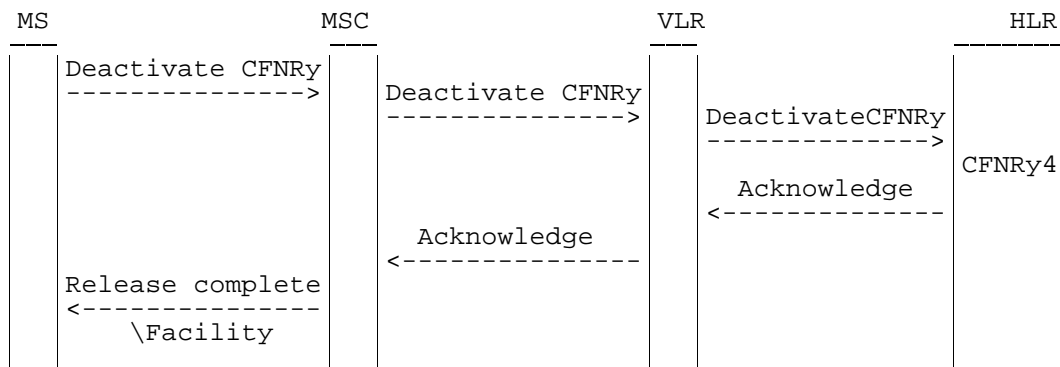 MS MSC VLR HLR
Deactivate CFNRy
Deactivate CFNRy
DeactivateCFNRy
CFNRy4
Acknowledge
Acknowledge
Release complete
\Facility